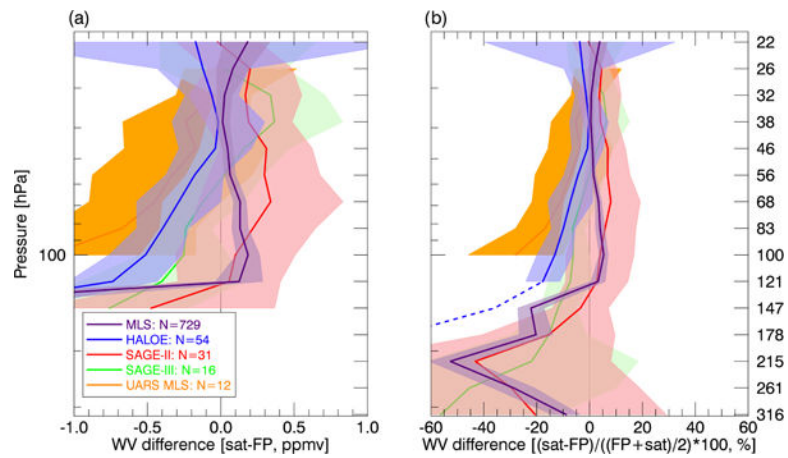 (a)
(b)
Pressure [hPa]
100
MLS: N=729
HALOE: N=54
SAGE-II: N=31
SAGE-III: N=16
UARS MLS: N=12
-1.0 -0.5 0.0 0.5 1.0
WV difference [sat-FP, ppmv]
22
26
32
38
46
56
68
83
100
121
147
178
215
261
316
Pressure [hPa]
-60 -40 -20 0 20 40 60
WV difference [(sat-FP)/((FP+sat)/2)*100, %]